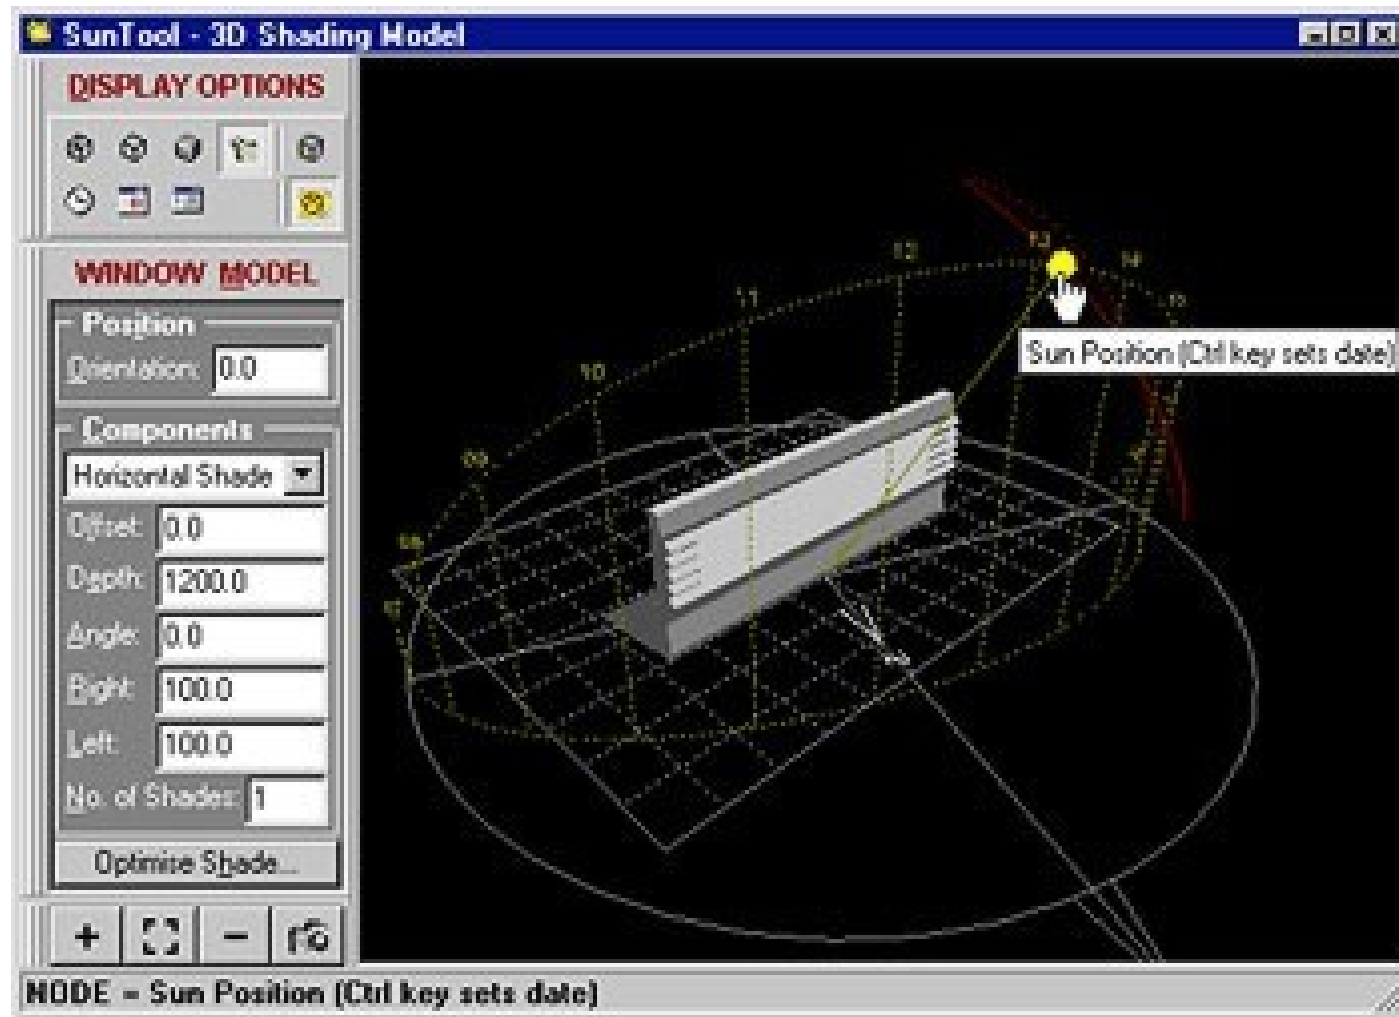 SunTool - 3D Shading Model
DISPLAY OPTIONS
WINDOW MODEL
Position
Orientation: 0.0
Components
Horizontal Shade
Offset: 0.0
Depth: 1200.0
Angle: 0.0
Right: 100.0
Left: 100.0
No. of Shades: 1
Optimise Shade...
12
13
14
11
15
10
09
08
Sun Position (Ctrl key sets date)
MODE = Sun Position (Ctrl key sets date)